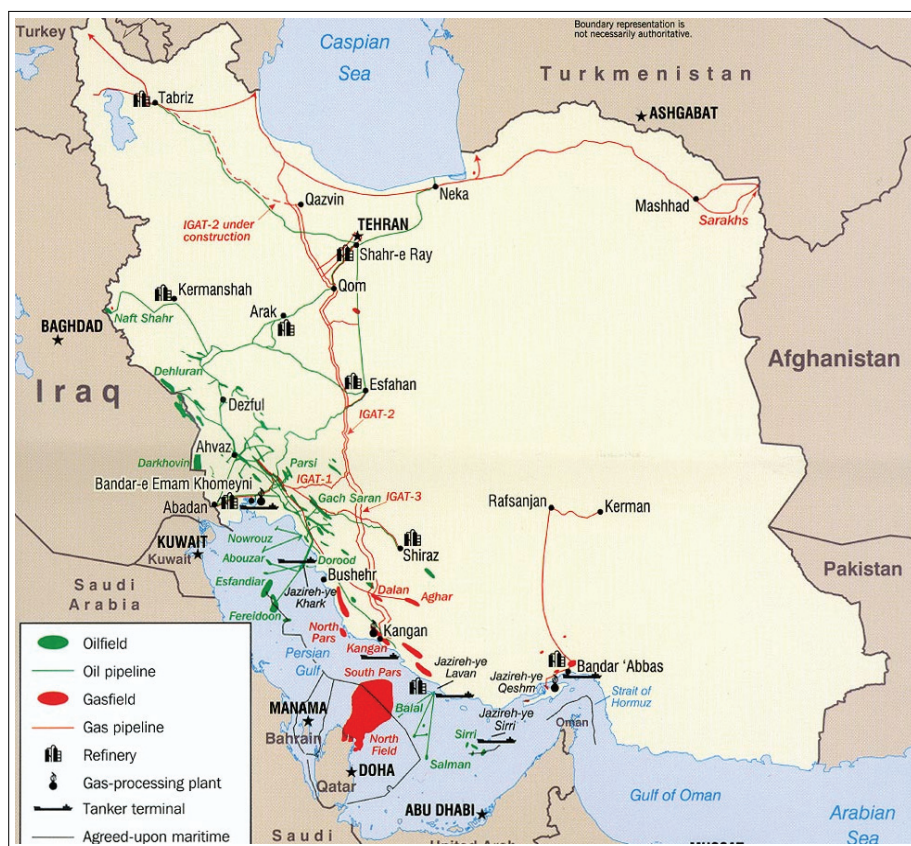 Boundary representation is
not necessarily authoritative.
Turkey
Caspian
Sea
Turkmenistan
ASHGABAT
Tabriz
Neka
Mashhad
Sarakhs
Qazvin
IGAT-2 under
construction
TEHRAN
Shahr-e Ray
Qom
Kermanshah
Arak
Naft Shahr
BAGHDAD
Iraq
Afghanistan
Dehluran
Dezful
Esfahan
IGAT-2
Ahvaz
Darkhovin
Parsi
IGAT-1
Bandar-e Emam Khomeyni
Gach Saran
IGAT-3
Abadan
Rafsanjan
Kerman
KUWAIT
Kuwait
Nowrouz
Abouzar
Dorood
Shiraz
Saudi
Arabia
Esfandiar
Bushehr
Jazireh-ye
Khark
Dalan
Aghar
Pakistan
Fereidoon
North
Pars
Kangan
Kangan
Persian
Gulf
South Pars
Jazireh-ye
Lavan
Jazireh-ye
Qeshm
Bandar ‘Abbas
Strait of
Hormuz
MANAMA
Bahrain
Balal
North
Field
Sirri
Jazireh-ye
Sirri
Oman
Salman
DOHA
Qatar
ABU DHABI
Gulf of Oman
Arabian
Sea
Saudi
United Arab
MUSCAT
Oilfield
Oil pipeline
Gasfield
Gas pipeline
Refinery
Gas-processing plant
Tanker terminal
Agreed-upon maritime